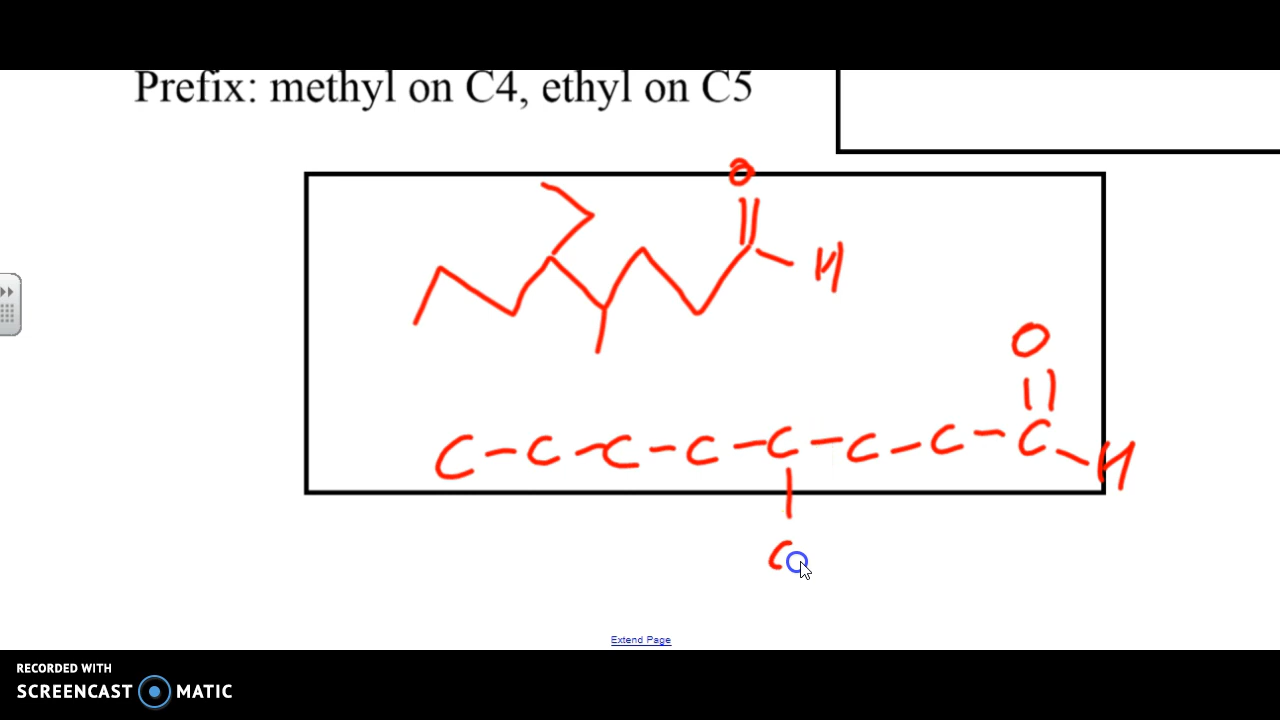 Prefix: methyl on C4, ethyl on C5
O
H
O
C - C - C - C - C - C - C - C
H
C
Extend Page
RECORDED WITH
SCREENCAST MATIC